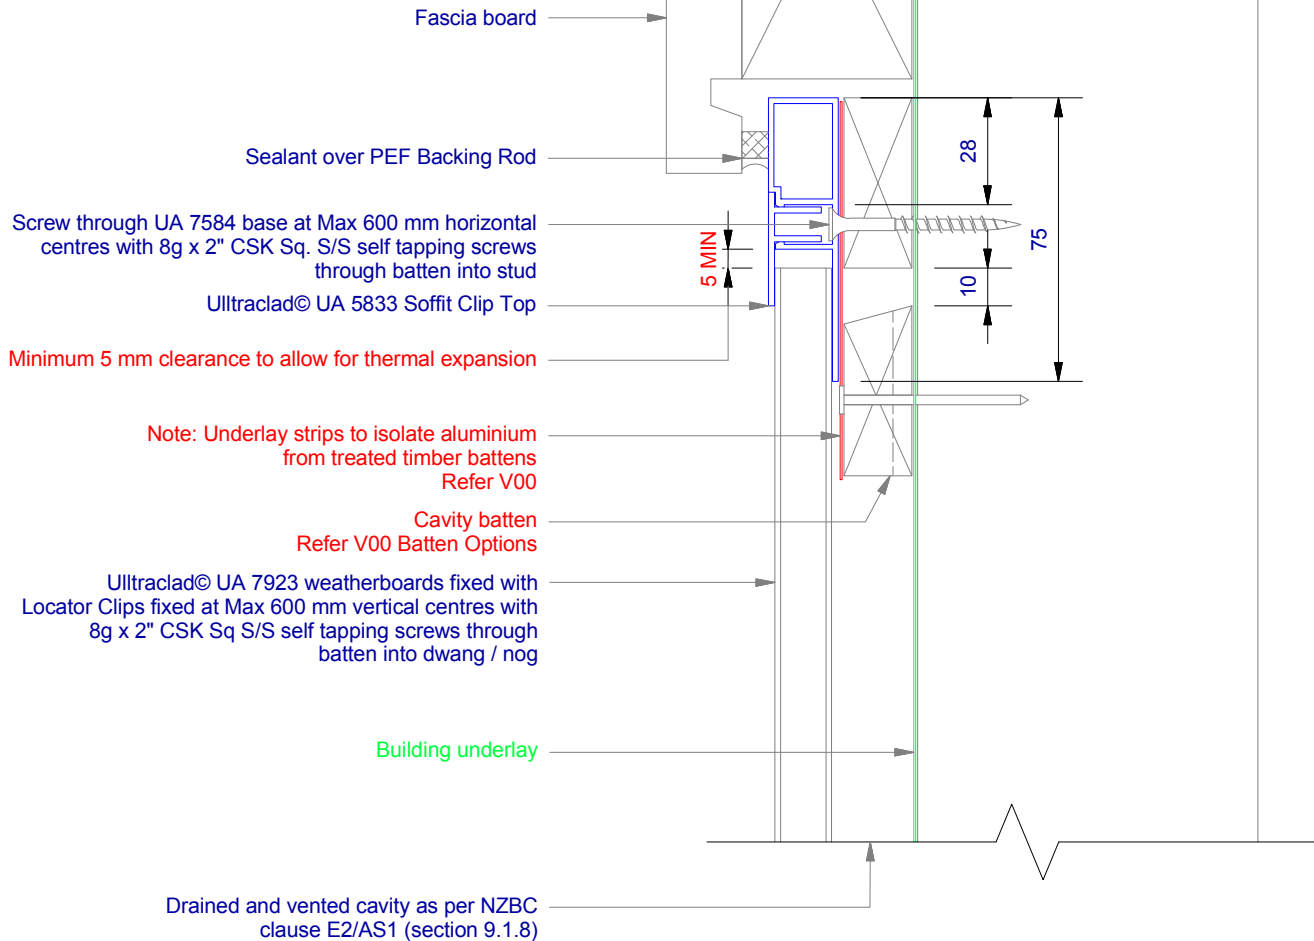 Fascia board
Sealant over PEF Backing Rod
Screw through UA 7584 base at Max 600 mm horizontal
centres with 8g x 2" CSK Sq. S/S self tapping screws
through batten into stud
Ulltraclad© UA 5833 Soffit Clip Top
Minimum 5 mm clearance to allow for thermal expansion
Note: Underlay strips to isolate aluminium
from treated timber battens
Refer V00
Cavity batten
Refer V00 Batten Options
Ulltraclad© UA 7923 weatherboards fixed with
Locator Clips fixed at Max 600 mm vertical centres with
8g x 2" CSK Sq S/S self tapping screws through
batten into dwang / nog
Building underlay
Drained and vented cavity as per NZBC
clause E2/AS1 (section 9.1.8)
5 MIN
28
10
75